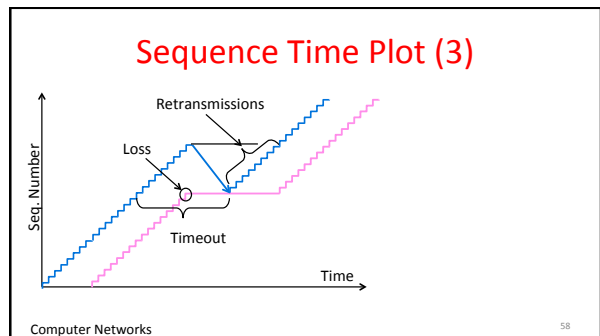 Sequence Time Plot (3)
Retransmissions
Loss
Seq. Number
Timeout
Time
Computer Networks
58